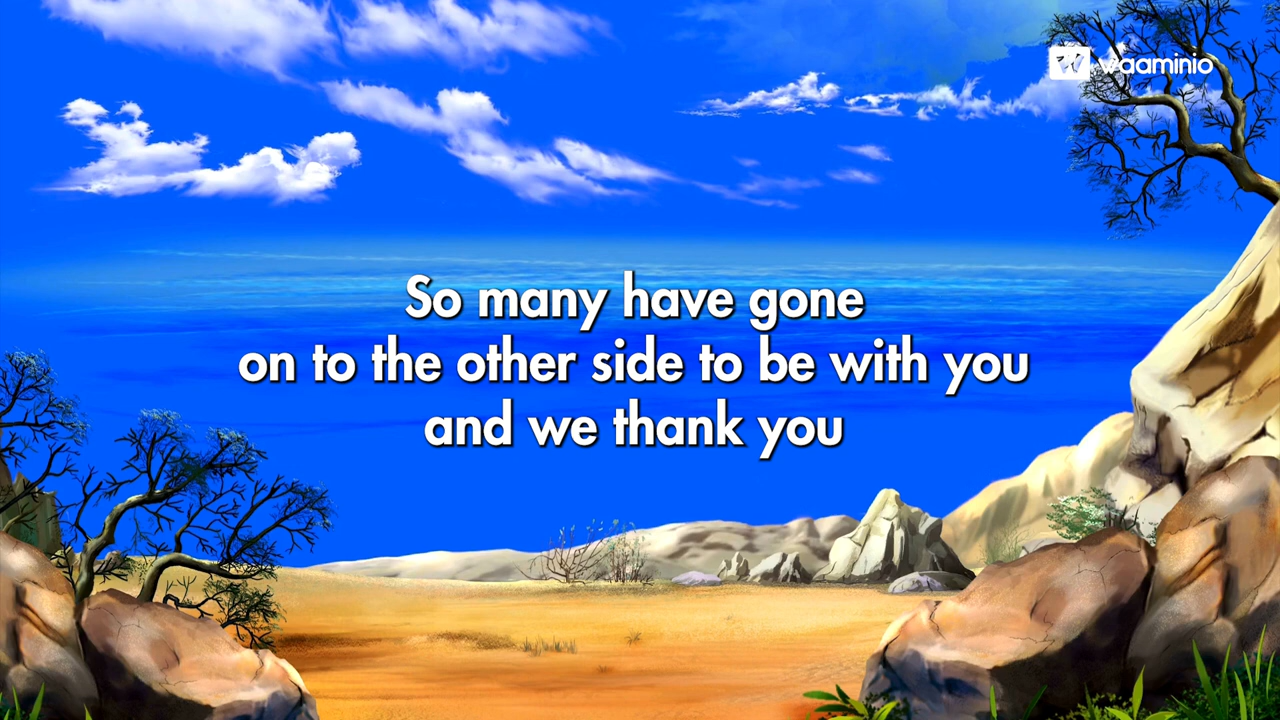 waaminio
So many have gone
on to the other side to be with you
and we thank you